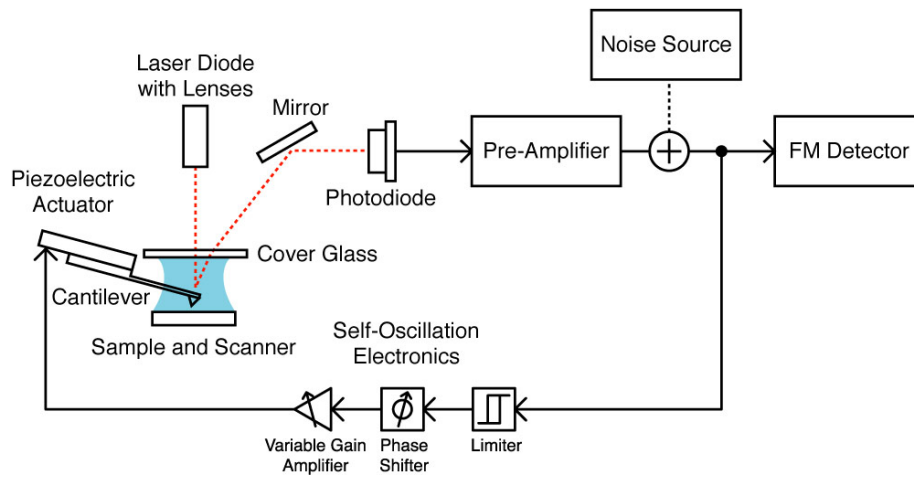 Noise Source
Laser Diode
with Lenses
Mirror
Pre-Amplifier
FM Detector
Photodiode
Piezoelectric
Actuator
Cover Glass
Cantilever
Sample and Scanner
Self-Oscillation
Electronics
Variable Gain
Amplifier
Phase
Shifter
Limiter